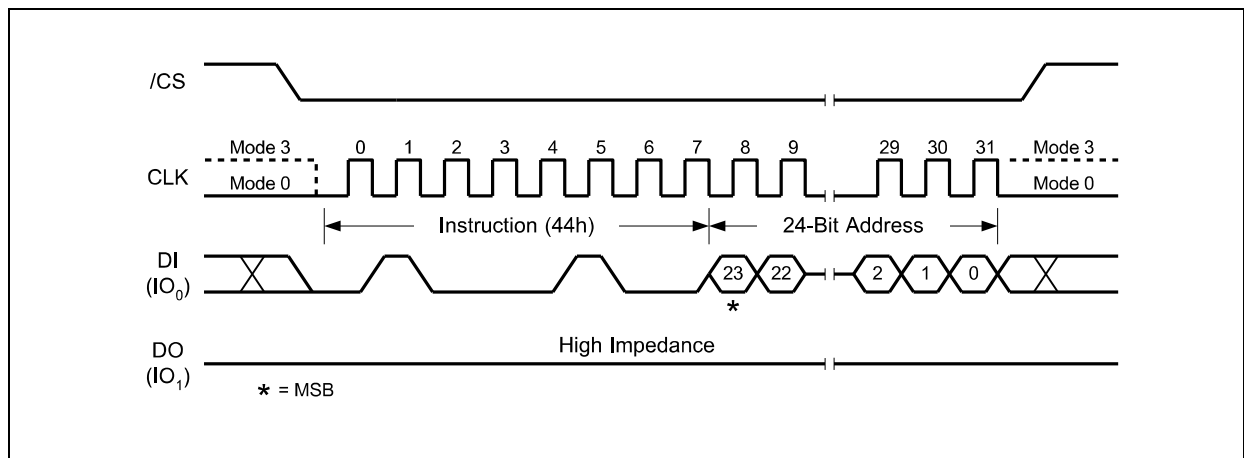 /CS
Mode 3 0 1 2 3 4 5 6 7 8 9 29 30 31 Mode 3
CLK Mode 0 Mode 0
Instruction (44h) 24-Bit Address
DI
(IO₀)
23 22 2 1 0
*
High Impedance
DO
(IO₁)
* = MSB